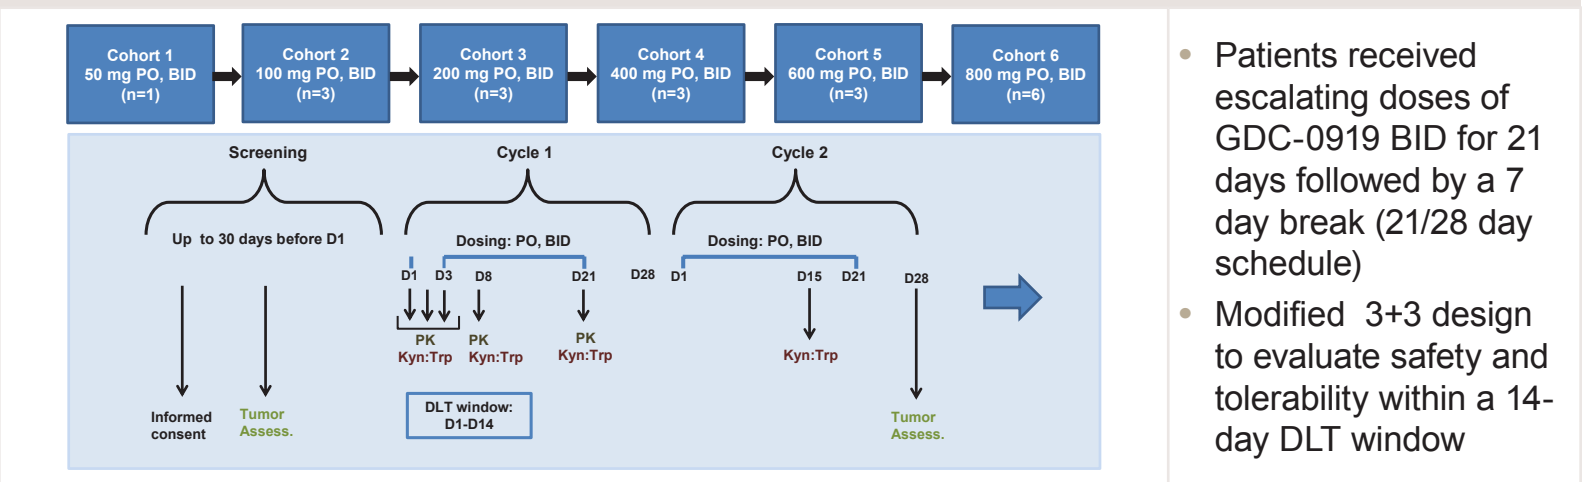 Cohort 1
50 mg PO, BID
(n=1)
Cohort 2
100 mg PO, BID
(n=3)
Cohort 3
200 mg PO, BID
(n=3)
Cohort 4
400 mg PO, BID
(n=3)
Cohort 5
600 mg PO, BID
(n=3)
Cohort 6
800 mg PO, BID
(n=6)
Screening
Cycle 1
Cycle 2
Up to 30 days before D1
Dosing: PO, BID
Dosing: PO, BID
D1
D3
D8
D21
D28
D1
D15
D21
D28
PK
Kyn:Trp
PK
Kyn:Trp
PK
Kyn:Trp
Kyn:Trp
DLT window:
D1-D14
Informed
consent
Tumor
Assess.
Tumor
Assess.
• Patients received
escalating doses of
GDC-0919 BID for 21
days followed by a 7
day break (21/28 day
schedule)
• Modified 3+3 design
to evaluate safety and
tolerability within a 14-
day DLT window